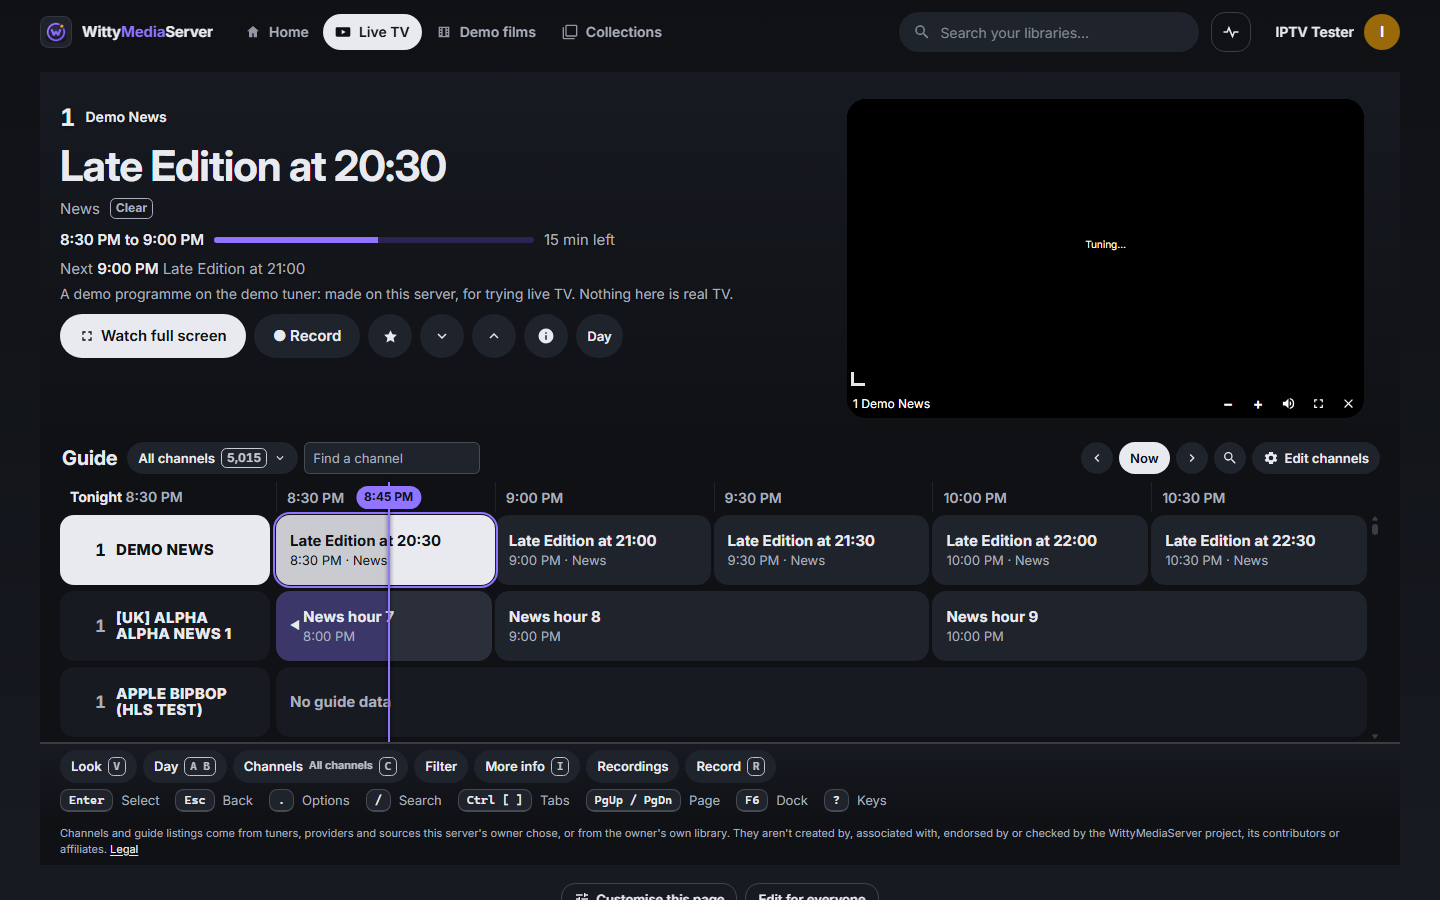 WittyMediaServer
Home
Live TV
Demo films
Collections
Search your libraries...
IPTV Tester
I
1 Demo News
Late Edition at 20:30
News Clear
8:30 PM to 9:00 PM 15 min left
Next 9:00 PM Late Edition at 21:00
A demo programme on the demo tuner: made on this server, for trying live TV. Nothing here is real TV.
Watch full screen
Record
Day
Tuning...
1 Demo News
Guide
All channels 5,015
Find a channel
Now
Edit channels
Tonight 8:30 PM
8:30 PM
8:45 PM
9:00 PM
9:30 PM
10:00 PM
10:30 PM
1 DEMO NEWS
Late Edition at 20:30
8:30 PM · News
Late Edition at 21:00
9:00 PM · News
Late Edition at 21:30
9:30 PM · News
Late Edition at 22:00
10:00 PM · News
Late Edition at 22:30
10:30 PM · News
1 [UK] ALPHA
ALPHA NEWS 1
News hour 7
8:00 PM
News hour 8
9:00 PM
News hour 9
10:00 PM
1 APPLE BIPBOP
(HLS TEST)
No guide data
Look V
Day A B
Channels All channels C
Filter
More info I
Recordings
Record R
Enter Select
Esc Back
. Options
/ Search
Ctrl [ ] Tabs
PgUp / PgDn Page
F6 Dock
? Keys
Channels and guide listings come from tuners, providers and sources this server's owner chose, or from the owner's own library. They aren't created by, associated with, endorsed by or checked by the WittyMediaServer project, its contributors or
affiliates. Legal
Customise this page
Edit for everyone